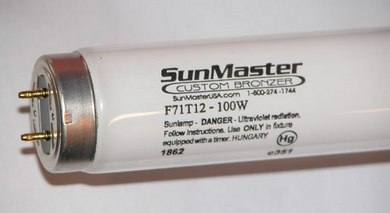 SunMaster
CUSTOM BRONZER
SunMasterUSA.com 1-800-274-1744
F71T12 - 100W
Sunlamp - DANGER - Ultraviolet radiation.
Follow Instructions. Use ONLY in fixture
equipped with a timer. HUNGARY Hg
1862 c351